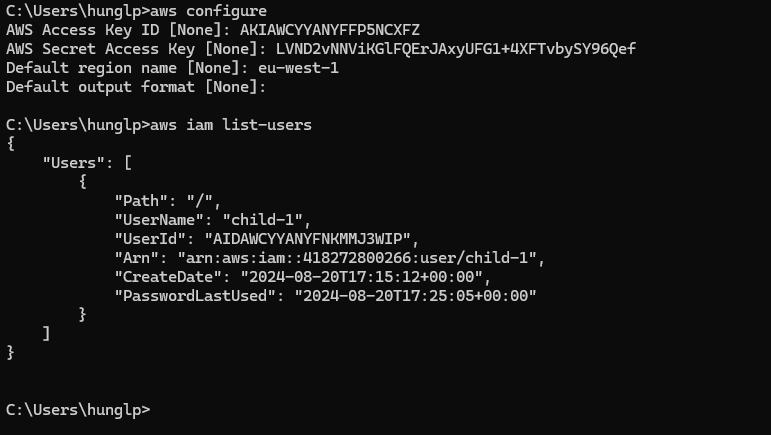 C:\Users\hunglp>aws configure
AWS Access Key ID [None]: AKIAWCYYANYFFP5NCXFZ
AWS Secret Access Key [None]: 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
Default region name [None]: eu-west-1
Default output format [None]:
C:\Users\hunglp>aws iam list-users
{
    "Users": [
        {
            "Path": "/",
            "UserName": "child-1",
            "UserId": "AIDAWCYYANYFNKMMJ3WIP",
            "Arn": "arn:aws:iam::418272800266:user/child-1",
            "CreateDate": "2024-08-20T17:15:12+00:00",
            "PasswordLastUsed": "2024-08-20T17:25:05+00:00"
        }
    ]
}
C:\Users\hunglp>